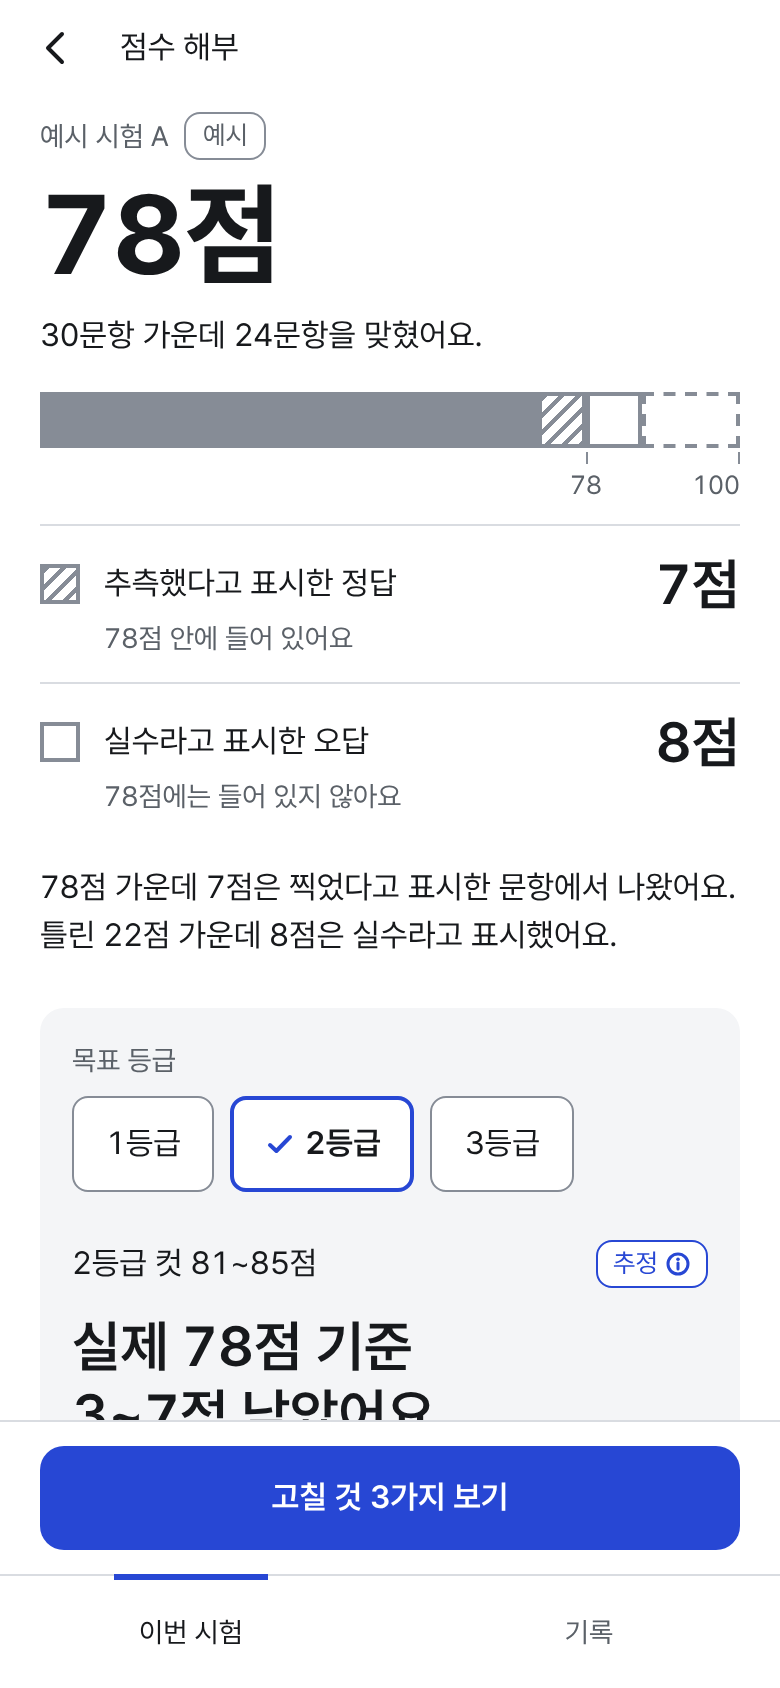 점수 해부
예시 시험 A 예시
78점
30문항 가운데 24문항을 맞혔어요.
78 100
추측했다고 표시한 정답 7점
78점 안에 들어 있어요
실수라고 표시한 오답 8점
78점에는 들어 있지 않아요
78점 가운데 7점은 찍었다고 표시한 문항에서 나왔어요.
틀린 22점 가운데 8점은 실수라고 표시했어요.
목표 등급
1등급 2등급 3등급
2등급 컷 81~85점 추정
실제 78점 기준
3~7점 남았어요
고칠 것 3가지 보기
이번 시험 기록